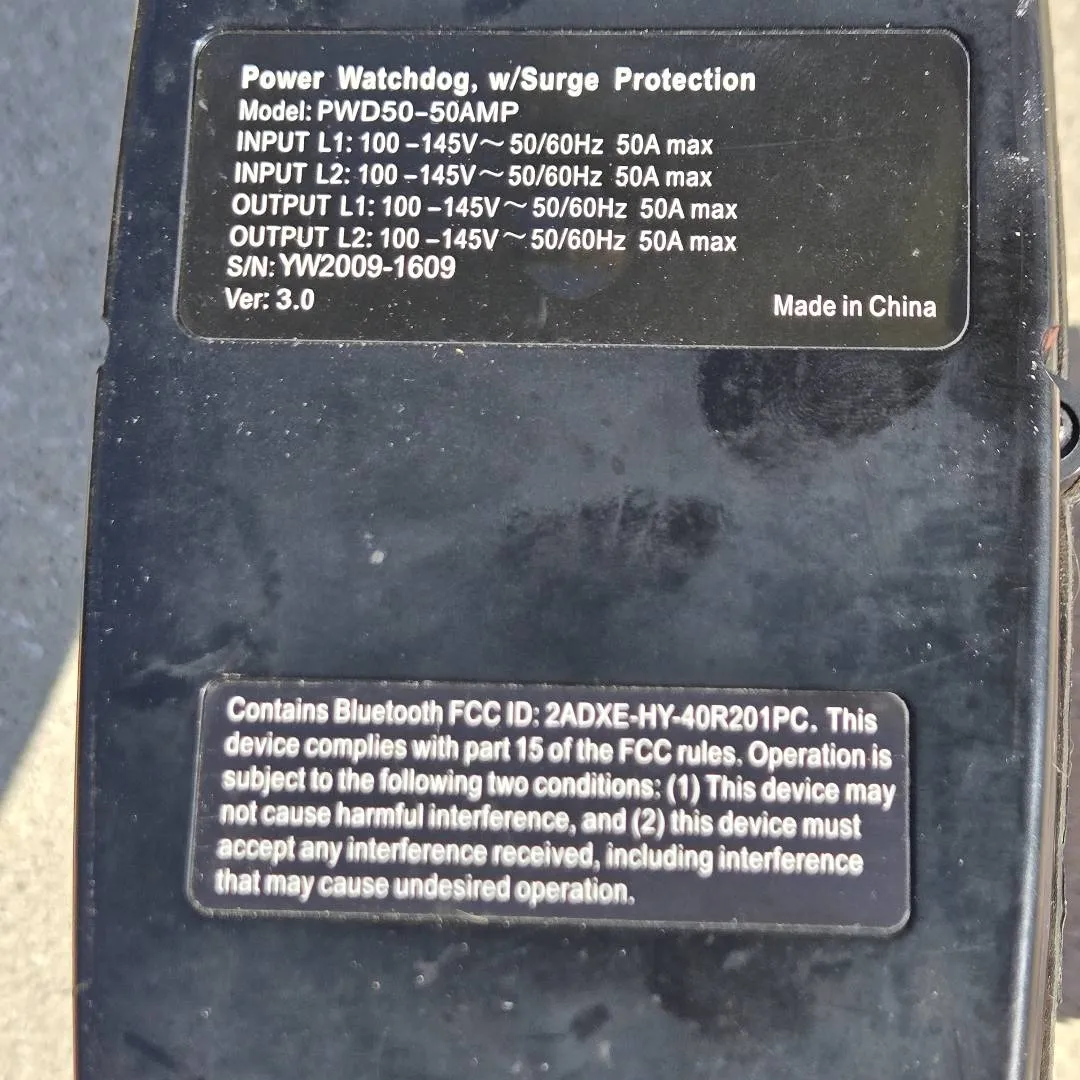 Power Watchdog, w/Surge Protection
Model: PWD50-50AMP
INPUT L1: 100 –145V～ 50/60Hz 50A max
INPUT L2: 100 –145V～ 50/60Hz 50A max
OUTPUT L1: 100 –145V～ 50/60Hz 50A max
OUTPUT L2: 100 –145V～ 50/60Hz 50A max
S/N: YW2009-1609
Ver: 3.0
Made in China
Contains Bluetooth FCC ID: 2ADXE-HY-40R201PC. This
device complies with part 15 of the FCC rules. Operation is
subject to the following two conditions: (1) This device may
not cause harmful interference, and (2) this device must
accept any interference received, including interference
that may cause undesired operation.